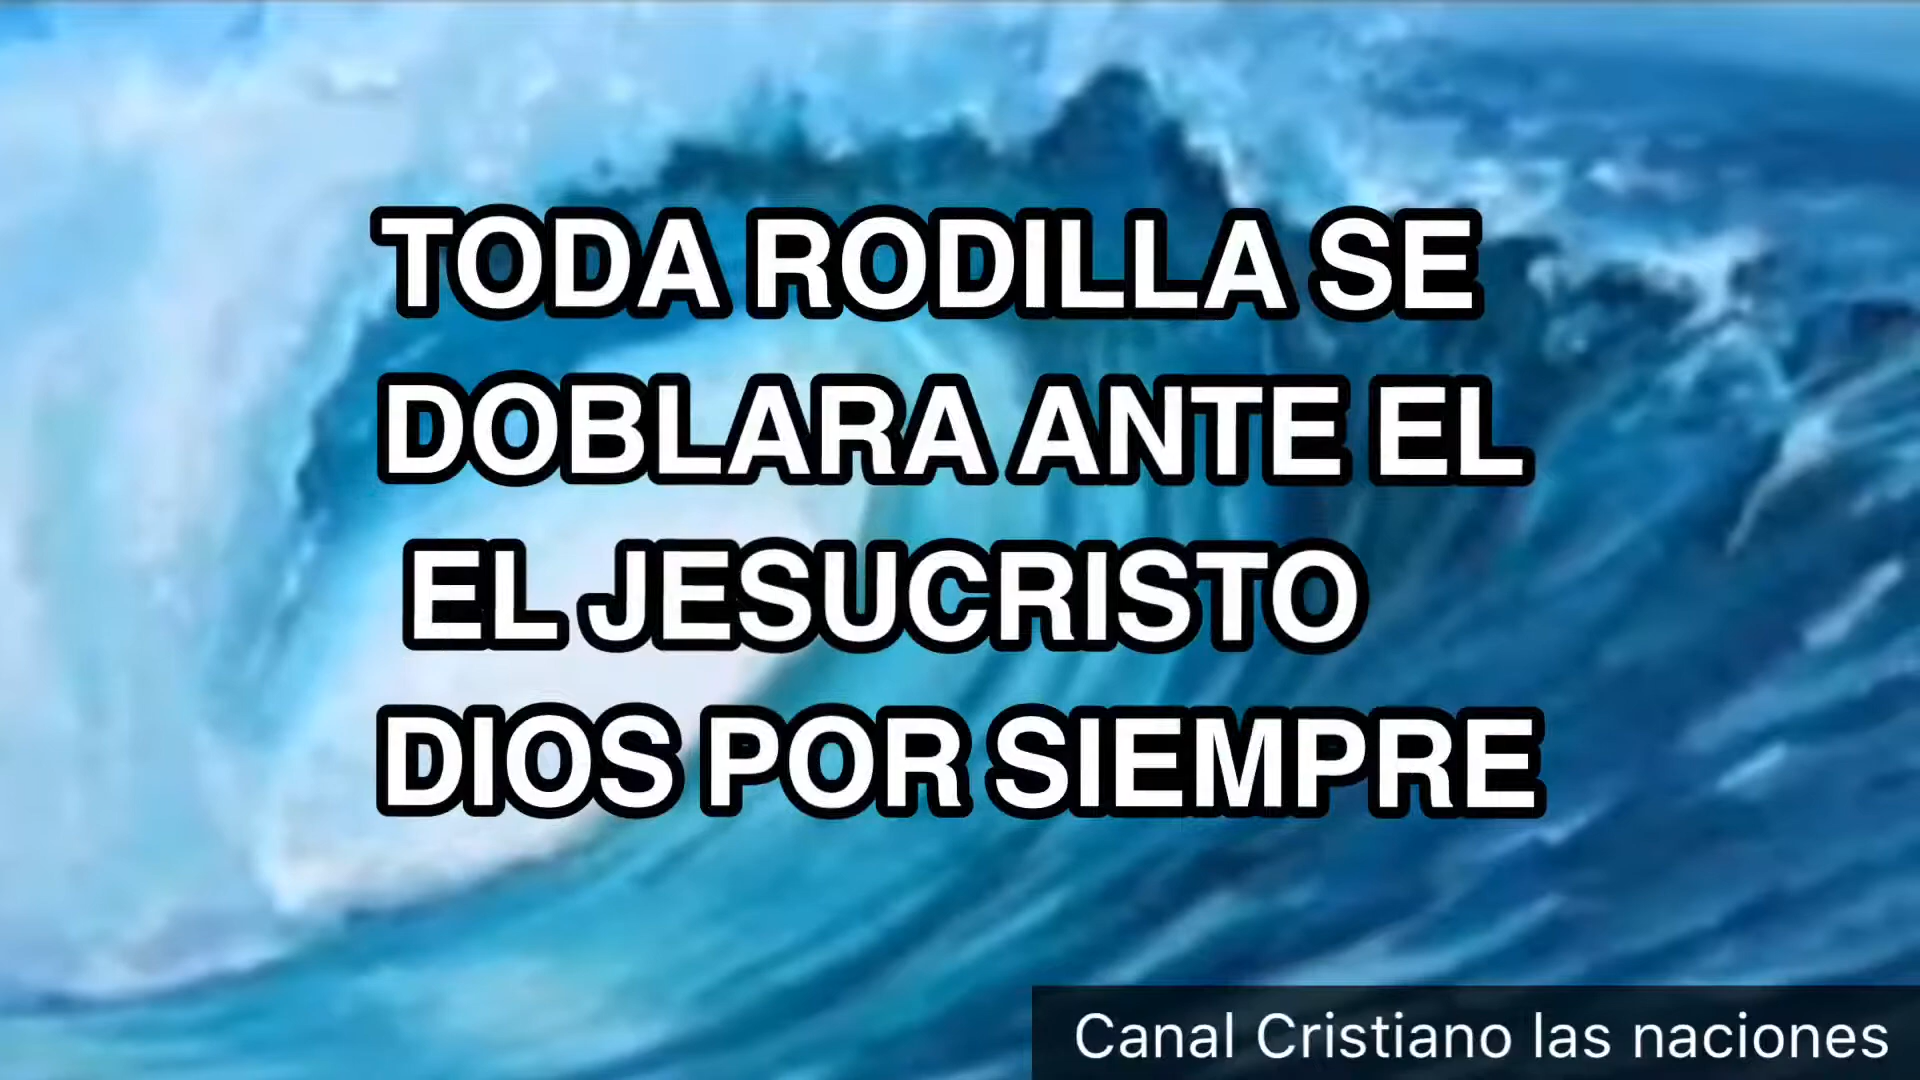 TODA RODILLA SE
DOBLARA ANTE EL
EL JESUCRISTO
DIOS POR SIEMPRE
Canal Cristiano las naciones